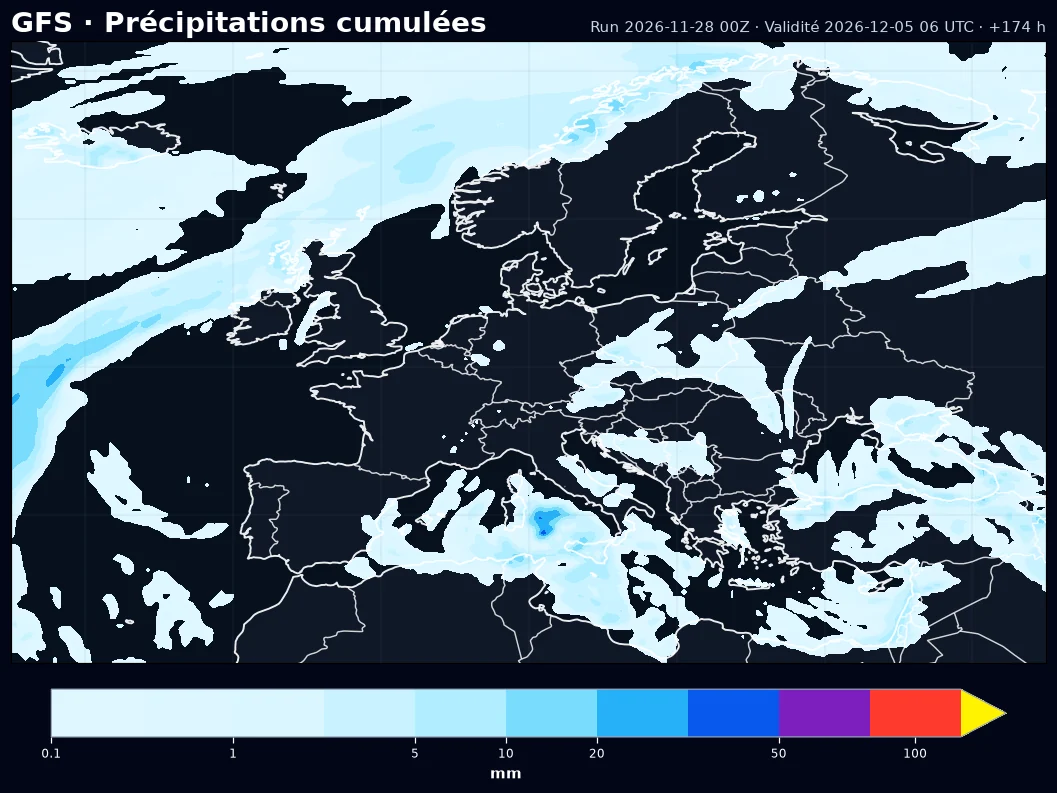 GFS · Précipitations cumulées
Run 2026-11-28 00Z · Validité 2026-12-05 06 UTC · +174 h
0.1 1 5 10 20 50 100
mm